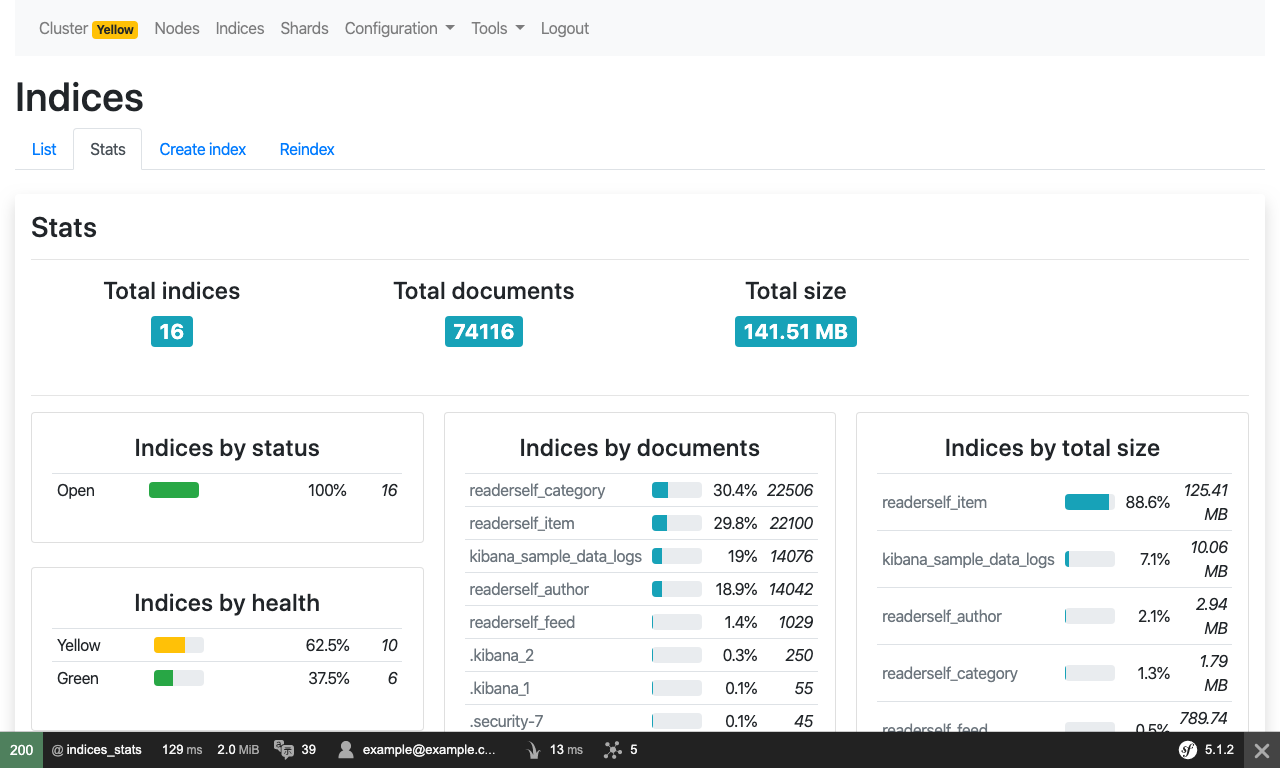 Cluster Yellow Nodes Indices Shards Configuration Tools Logout
Indices
List Stats Create index Reindex
Stats
Total indices Total documents Total size
16 74116 141.51 MB
Indices by status
Open 100% 16
Indices by health
Yellow 62.5% 10
Green 37.5% 6
Indices by documents
readerself_category 30.4% 22506
readerself_item 29.8% 22100
kibana_sample_data_logs 19% 14076
readerself_author 18.9% 14042
readerself_feed 1.4% 1029
.kibana_2 0.3% 250
.kibana_1 0.1% 55
.security-7 0.1% 45
Indices by total size
readerself_item 88.6% 125.41 MB
kibana_sample_data_logs 7.1% 10.06 MB
readerself_author 2.1% 2.94 MB
readerself_category 1.3% 1.79 MB
readerself_feed 0.5% 789.74
200 @ indices_stats 129 ms 2.0 MiB 39 example@example.c... 13 ms 5 sf 5.1.2